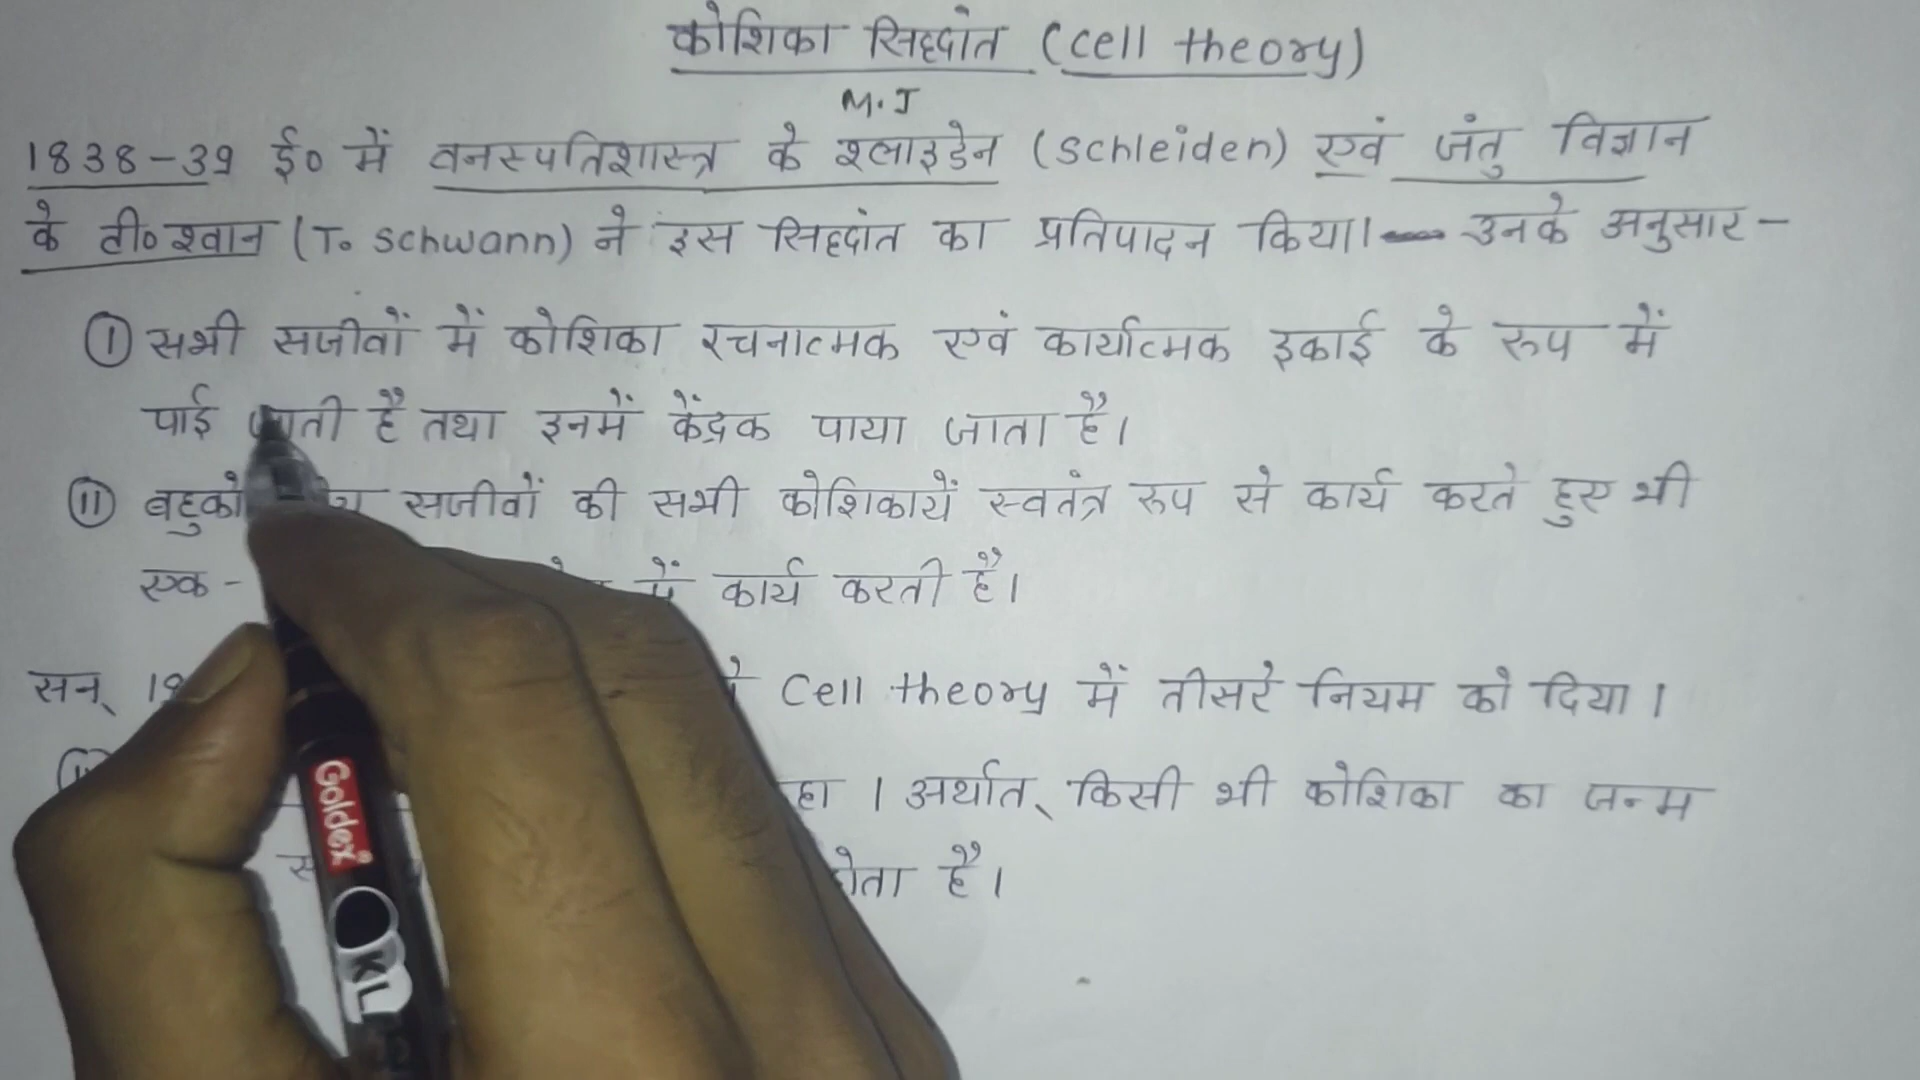 कोशिका सिद्धांत (cell theory)
M.J
1838-39 ई० में वनस्पतिशास्त्र के श्लाइडेन (schleiden) एवं जंतु विज्ञान
के टी० श्वान (T. schwann) ने इस सिद्धांत का प्रतिपादन किया। उनके अनुसार -
(I) सभी सजीवों में कोशिका रचनात्मक एवं कार्यात्मक इकाई के रूप में
पाई जाती है तथा इनमें केंद्रक पाया जाता है।
(II) सजीवों की सभी कोशिकायें स्वतंत्र रूप से कार्य करते हुए भी
एक - में कार्य करती है।
सन् Cell theory में तीसरे नियम को दिया।
अर्थात् किसी भी कोशिका का जन्म
होता है।
Goldex
KL